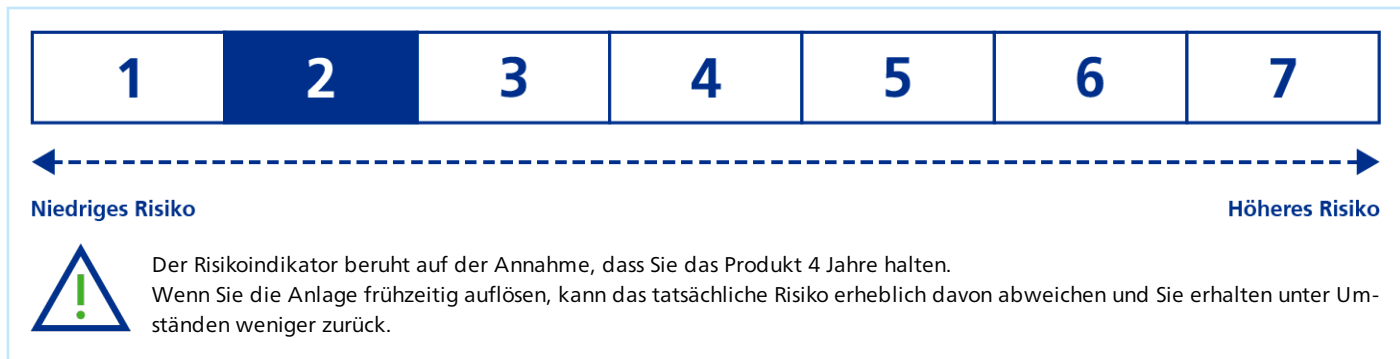 1 2 3 4 5 6 7
Niedriges Risiko Höheres Risiko
Der Risikoindikator beruht auf der Annahme, dass Sie das Produkt 4 Jahre halten.
Wenn Sie die Anlage frühzeitig auflösen, kann das tatsächliche Risiko erheblich davon abweichen und Sie erhalten unter Um-
ständen weniger zurück.